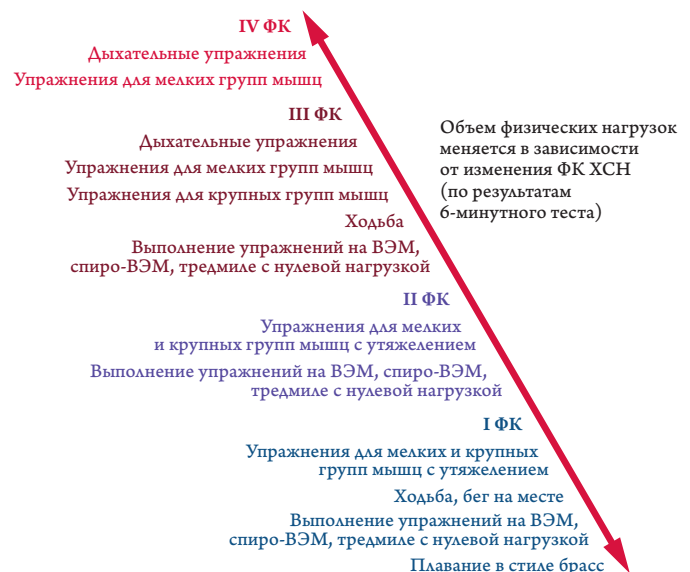 IV ФК
Дыхательные упражнения
Упражнения для мелких групп мышц
III ФК
Дыхательные упражнения
Упражнения для мелких групп мышц
Упражнения для крупных групп мышц
Ходьба
Выполнение упражнений на ВЭМ,
спиро-ВЭМ, тредмиле с нулевой нагрузкой
Объем физических нагрузок
меняется в зависимости
от изменения ФК ХСН
(по результатам
6-минутного теста)
II ФК
Упражнения для мелких
и крупных групп мышц с утяжелением
Выполнение упражнений на ВЭМ, спиро-ВЭМ,
тредмиле с нулевой нагрузкой
I ФК
Упражнения для мелких и крупных
групп мышц с утяжелением
Ходьба, бег на месте
Выполнение упражнений на ВЭМ,
спиро-ВЭМ, тредмиле с нулевой нагрузкой
Плавание в стиле брасс